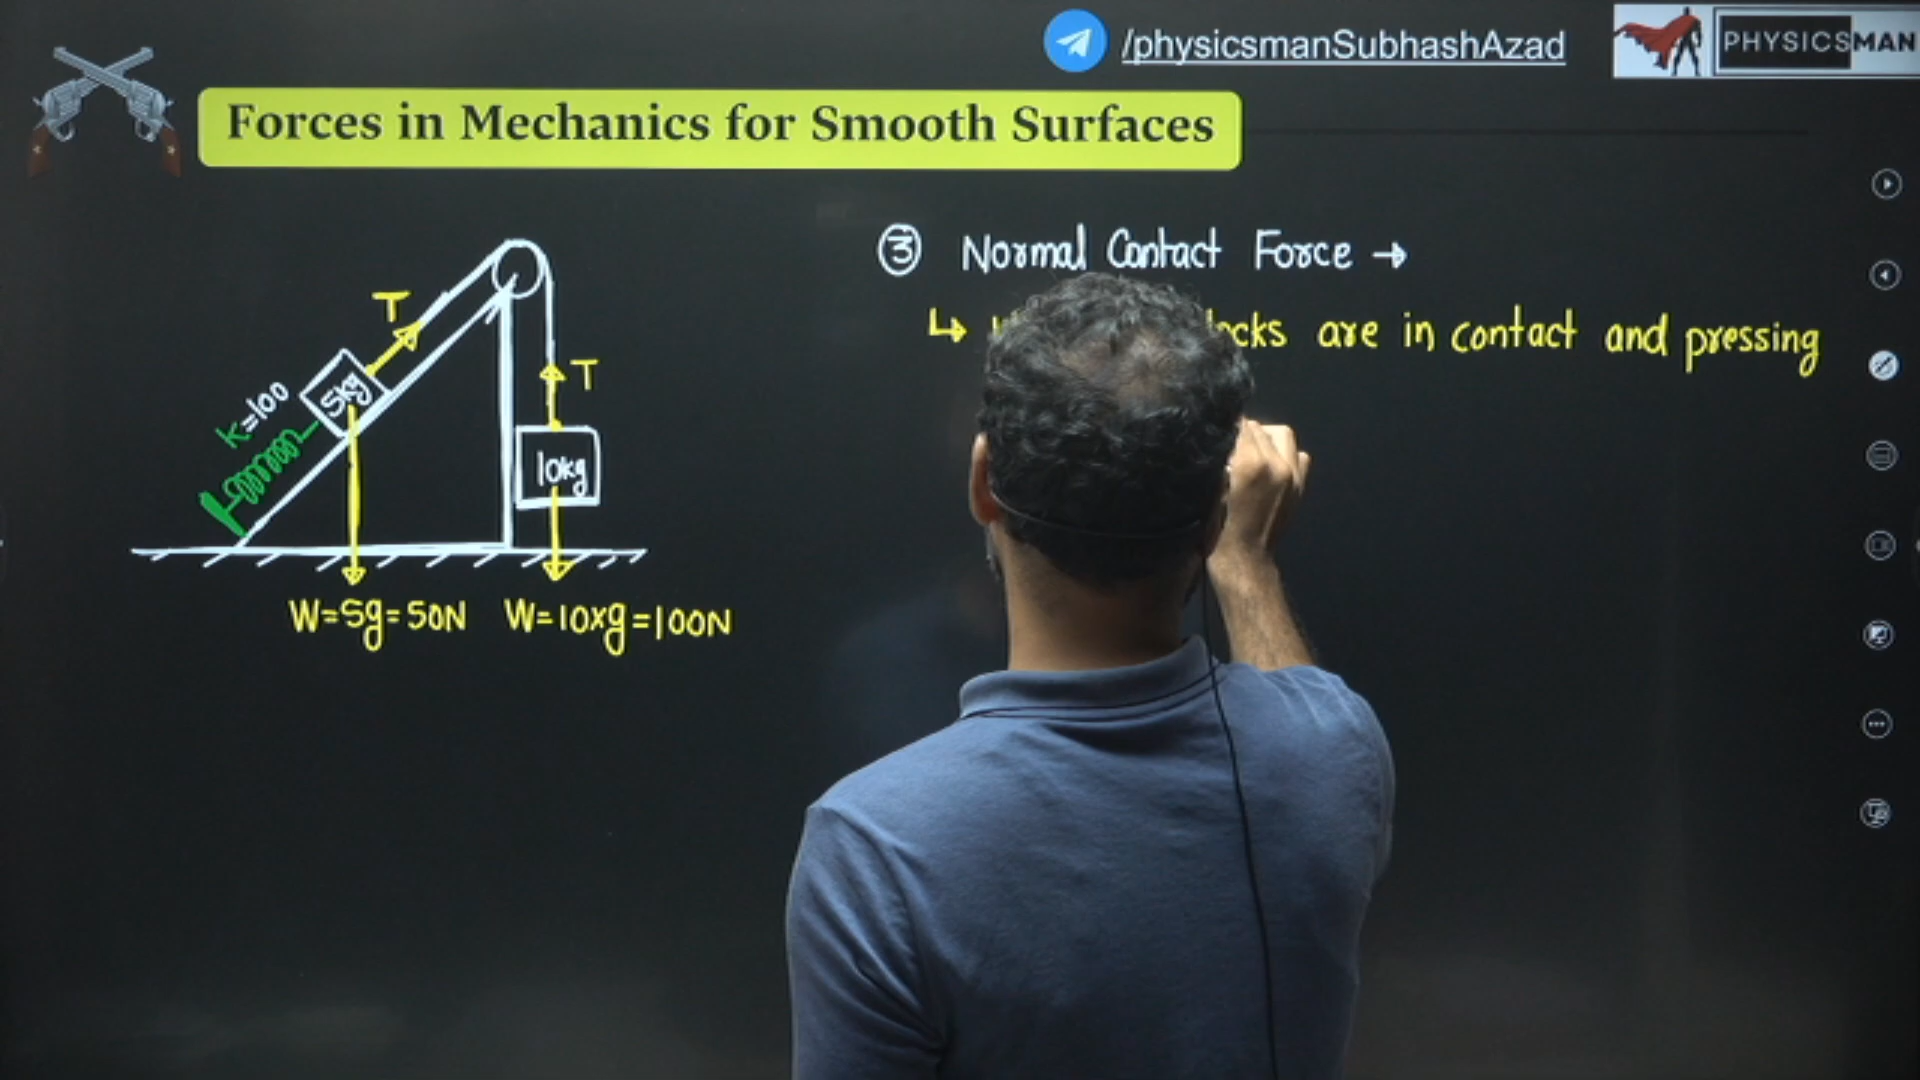 /physicsmanSubhashAzad
PHYSICSMAN
Forces in Mechanics for Smooth Surfaces
③ Normal Contact Force →
↳ are in contact and pressing
T
T
k=100
5kg
10kg
W=5g=50N W=10xg=100N